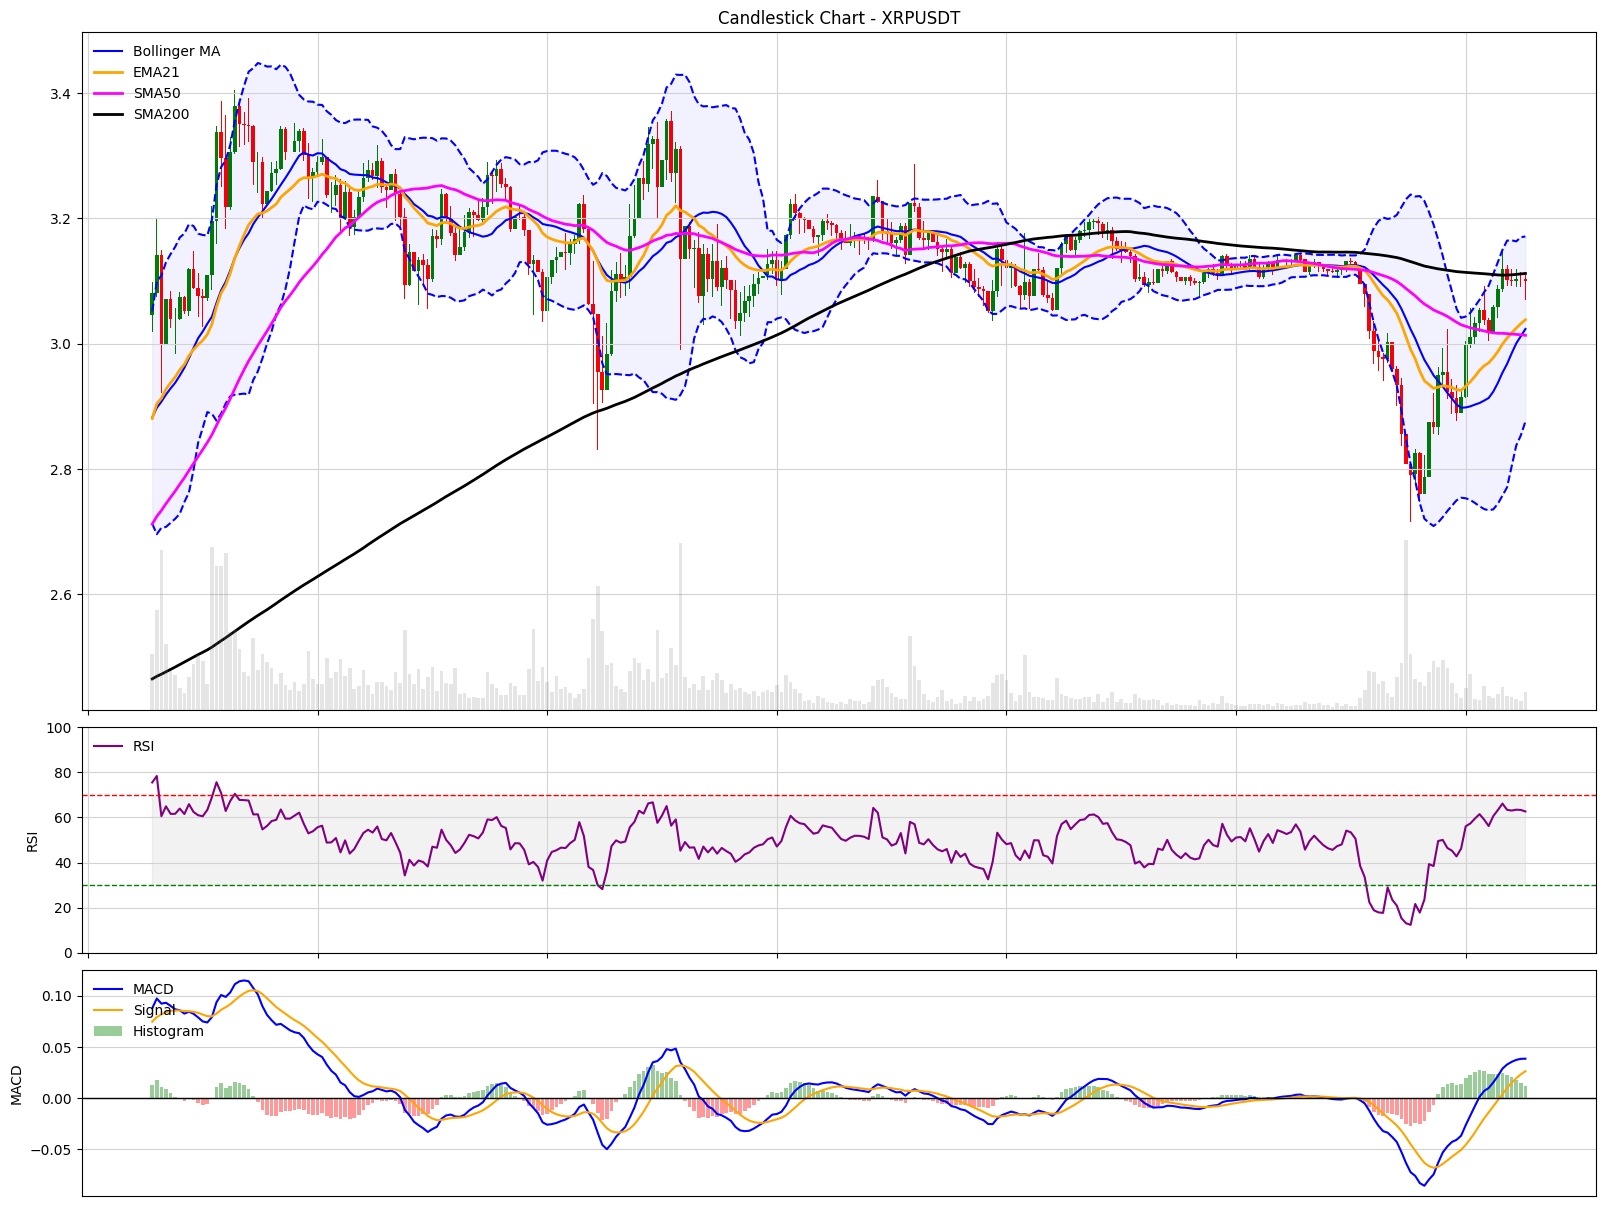 Candlestick Chart - XRPUSDT
Bollinger MA
EMA21
SMA50
SMA200
3.4
3.2
3.0
2.8
2.6
100
80
60
40
20
0
RSI
RSI
MACD
Signal
Histogram
0.10
0.05
0.00
−0.05
MACD